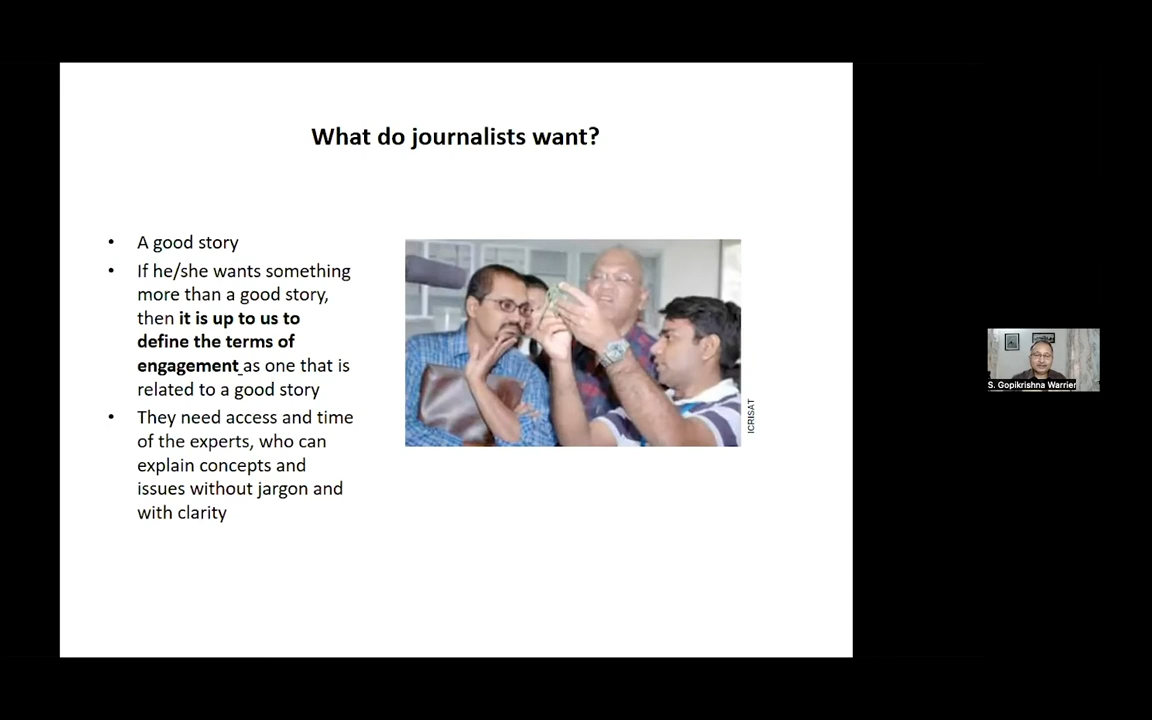 What do journalists want?
• A good story
• If he/she wants something
more than a good story,
then it is up to us to
define the terms of
engagement as one that is
related to a good story
• They need access and time
of the experts, who can
explain concepts and
issues without jargon and
with clarity
ICRISAT
S. Gopikrishna Warrier